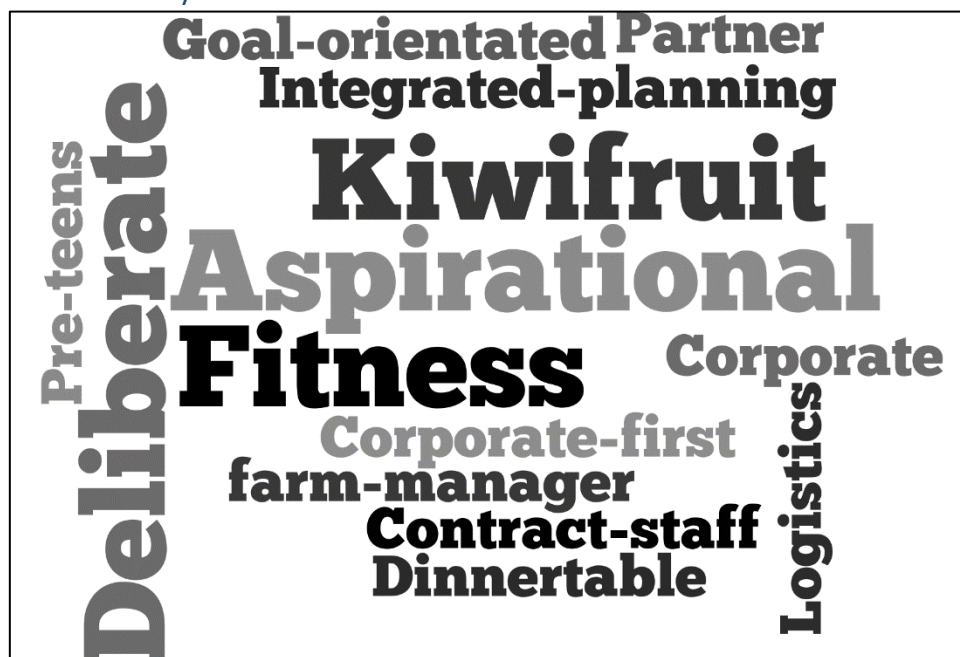 Goal-orientated
Partner
Integrated-planning
Kiwifruit
Aspirational
Pre-teens
Deliberate
Fitness
Corporate
Corporate-first
farm-manager
Contract-staff
Dinnertable
Logistics